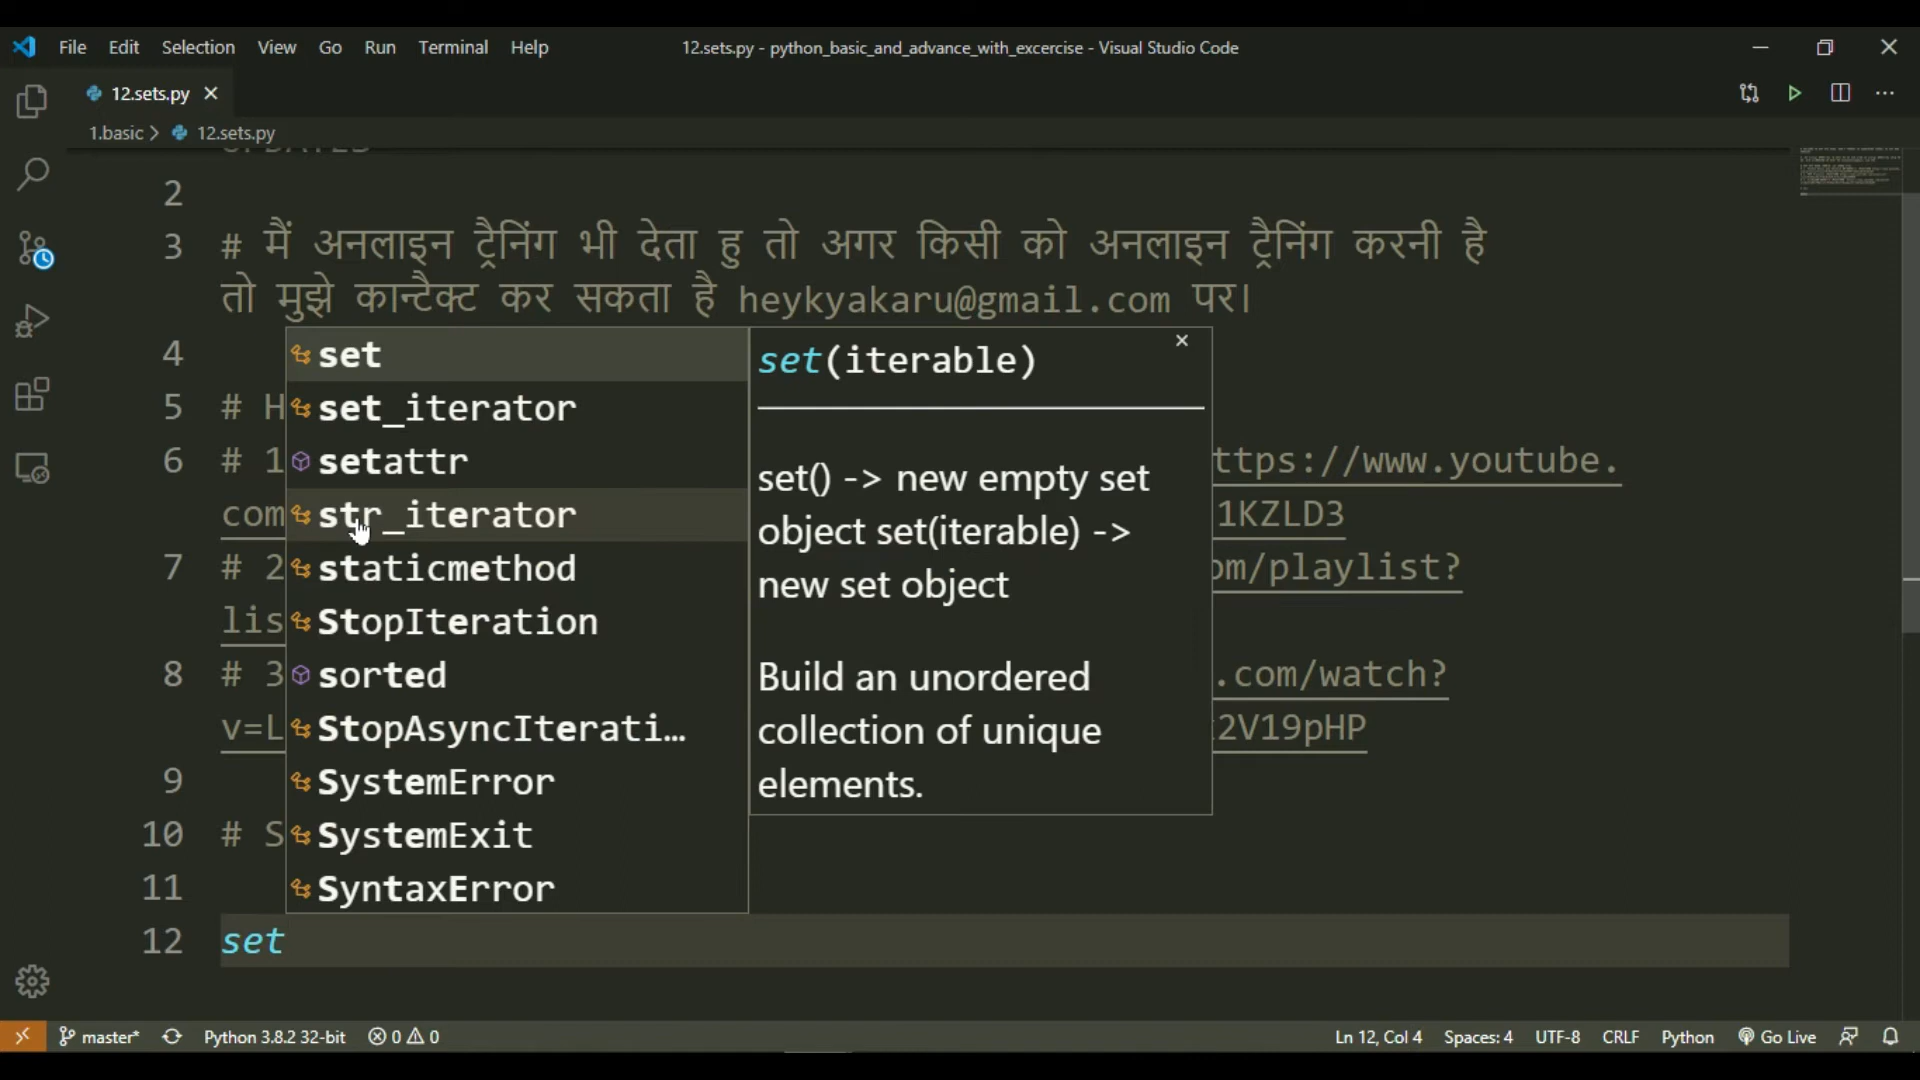 File Edit Selection View Go Run Terminal Help 12.sets.py - python_basic_and_advance_with_excercise - Visual Studio Code
12.sets.py
1.basic > 12.sets.py
2
3 # मैं अनलाइन ट्रैनिंग भी देता हु तो अगर किसी को अनलाइन ट्रैनिंग करनी है
तो मुझे कान्टैक्ट कर सकता है heykyakaru@gmail.com पर।
4
5 # H
6 # 1 ttps://www.youtube.
com 1KZLD3
7 # 2 om/playlist?
lis
8 # 3 .com/watch?
v=L 2V19pHP
9
10 # S
11
12 set
set
set_iterator
setattr
str_iterator
staticmethod
StopIteration
sorted
StopAsyncIterati…
SystemError
SystemExit
SyntaxError
set(iterable)
set() -> new empty set
object set(iterable) ->
new set object
Build an unordered
collection of unique
elements.
master* Python 3.8.2 32-bit 0 0 Ln 12, Col 4 Spaces: 4 UTF-8 CRLF Python Go Live